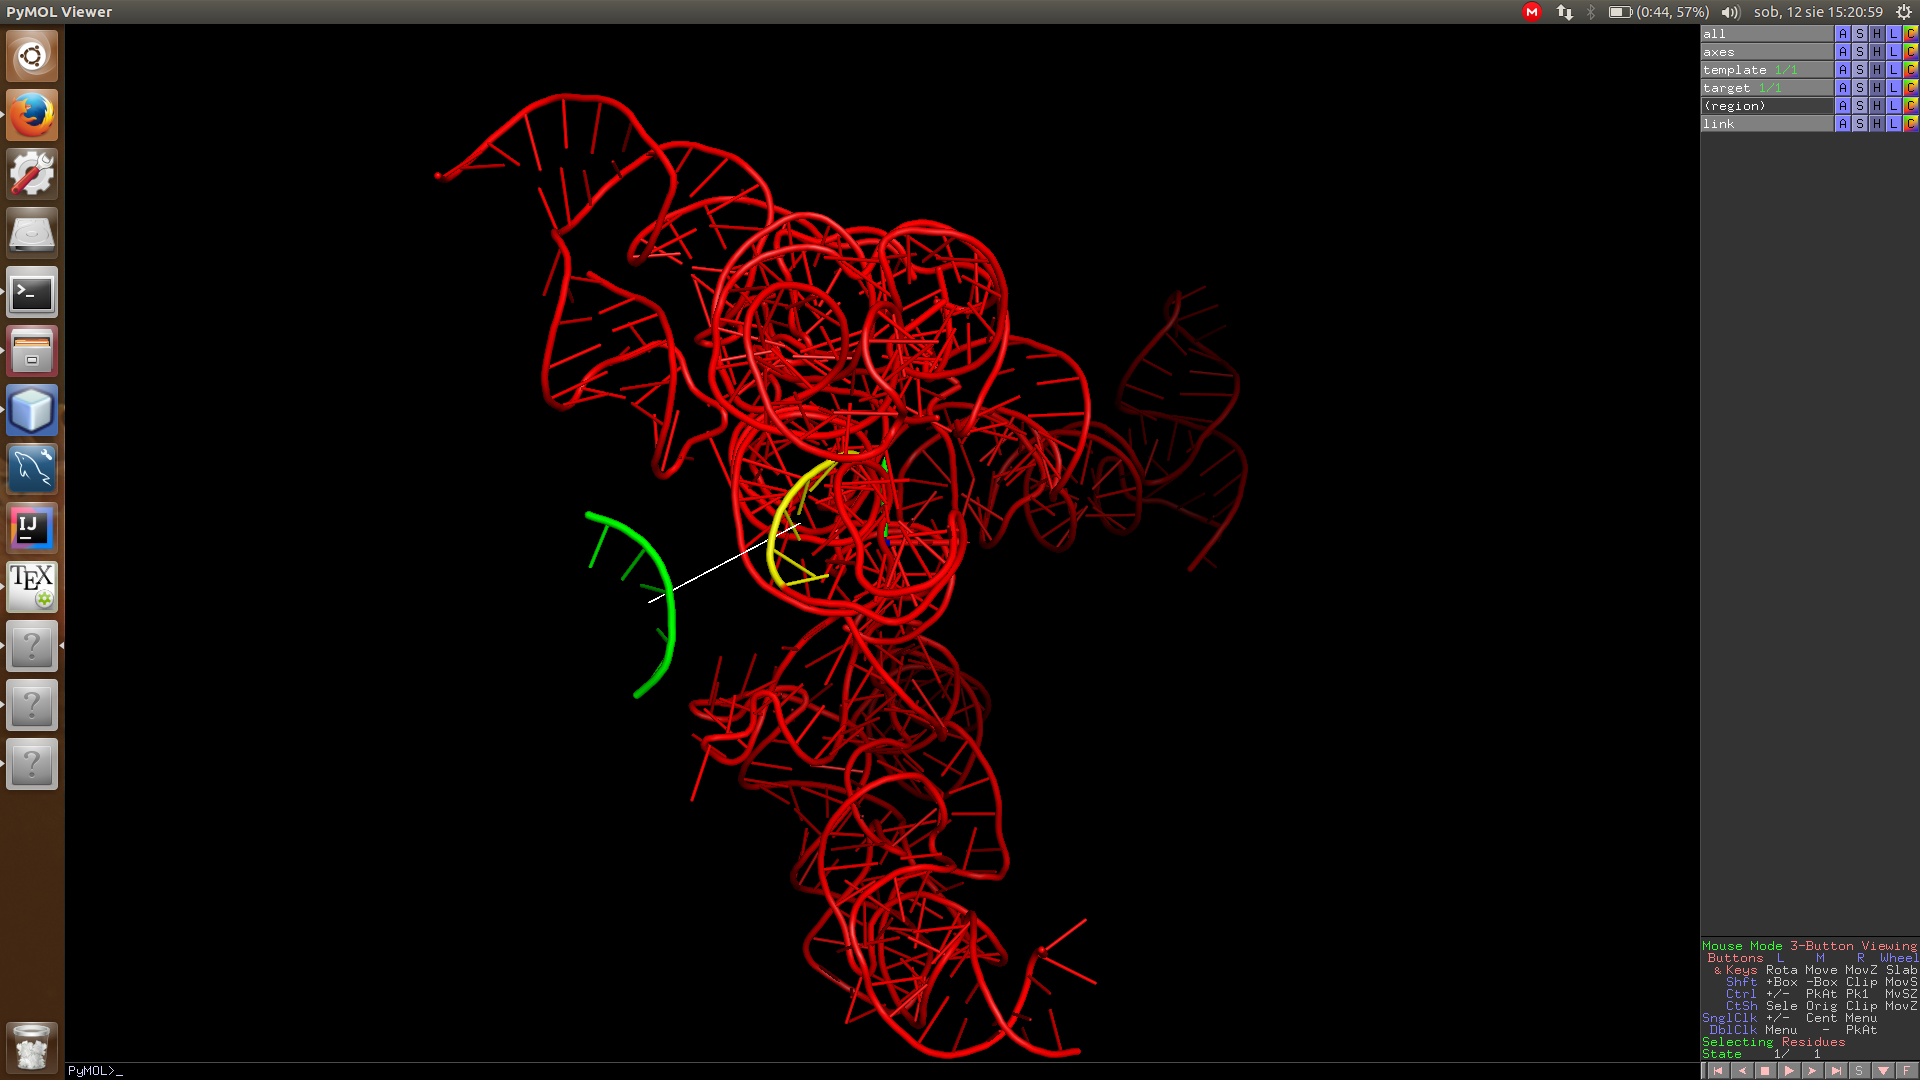 PyMOL Viewer
M (0:44, 57%) sob, 12 sie 15:20:59
all A S H L C
axes A S H L C
template 1/1 A S H L C
target 1/1 A S H L C
(region) A S H L C
link A S H L C
>_
IJ
TEX
?
?
?
Mouse Mode 3-Button Viewing
Buttons L M R Wheel
& Keys Rota Move MovZ Slab
Shft +Box -Box Clip MovS
Ctrl +/- PkAt Pk1 MvSZ
CtSh Sele Orig Clip MovZ
SnglClk +/- Cent Menu
DblClk Menu - PkAt
Selecting Residues
State 1/ 1
S F
PyMOL>_